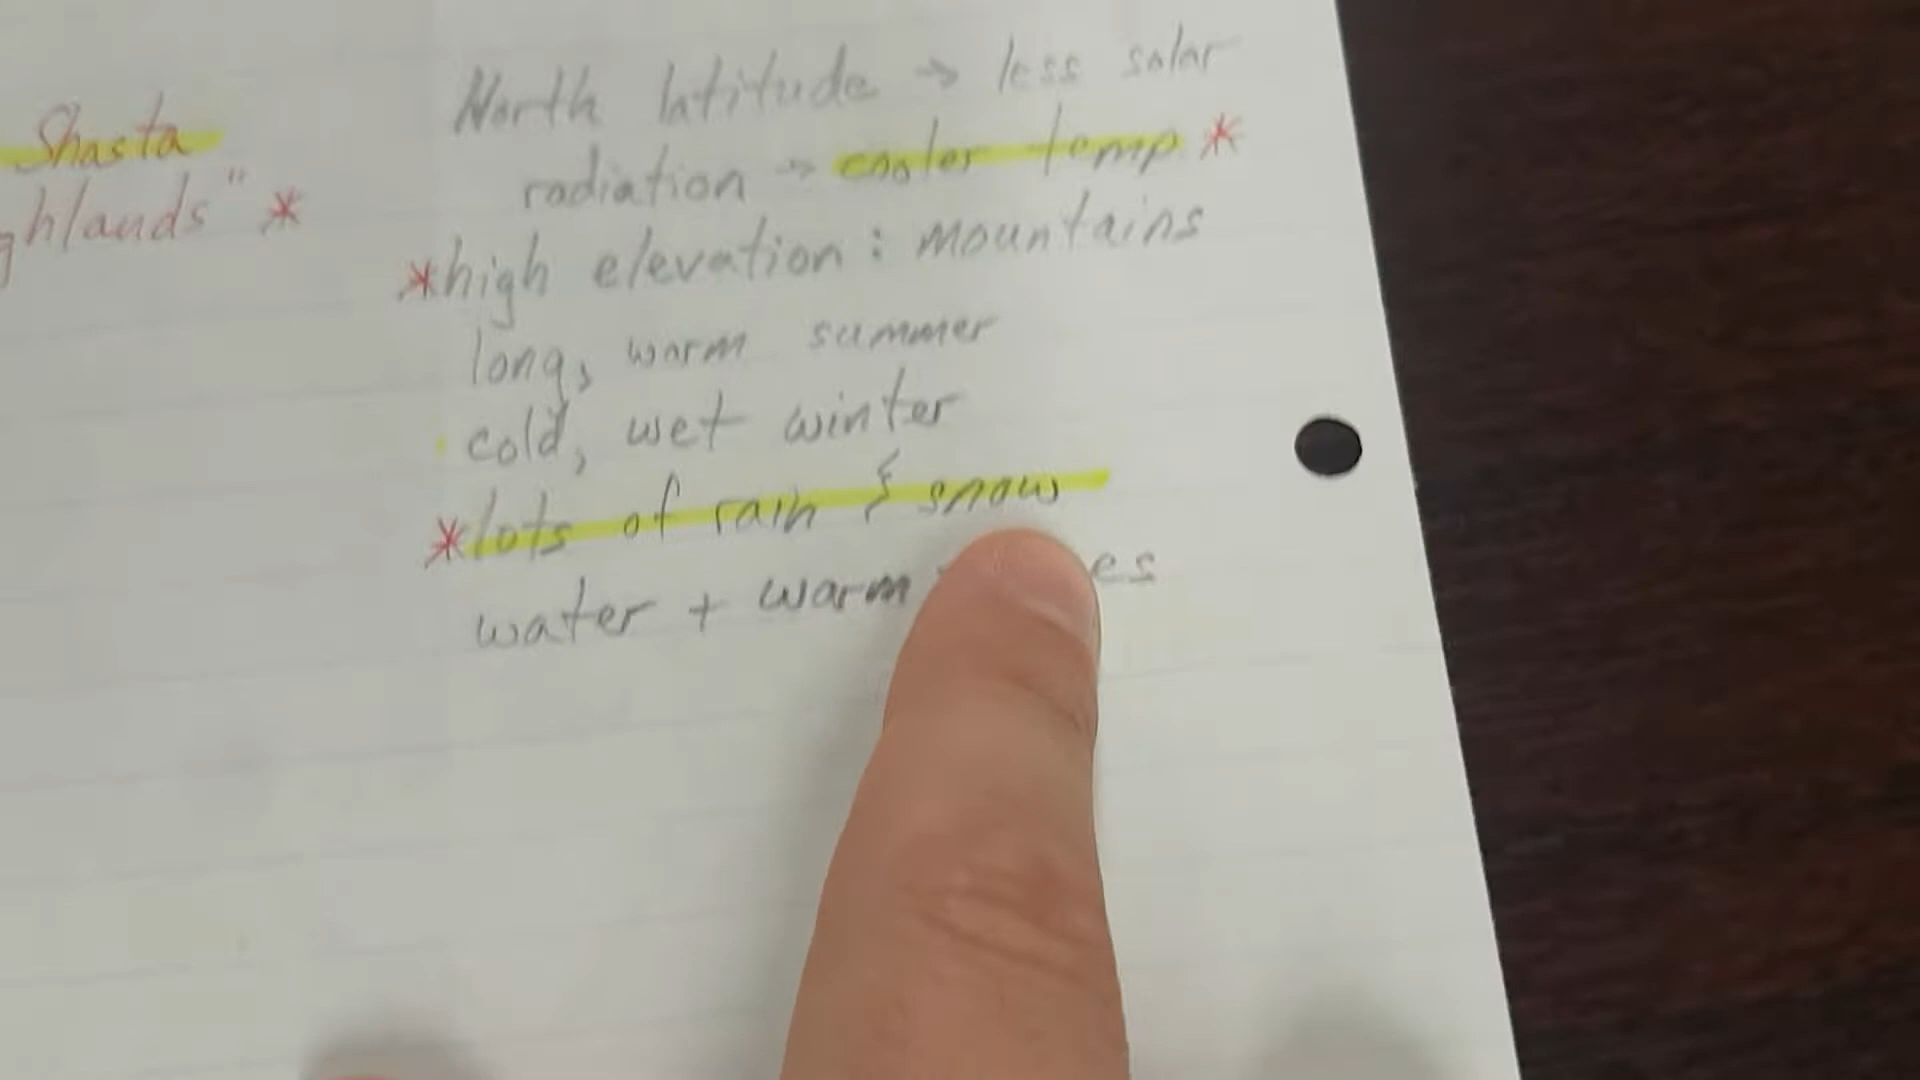 Shasta
ghlands" *
North latitude → less solar
radiation → cooler temp *
*high elevation : mountains
long, warm summer
cold, wet winter
*lots of rain & snow
water + warm